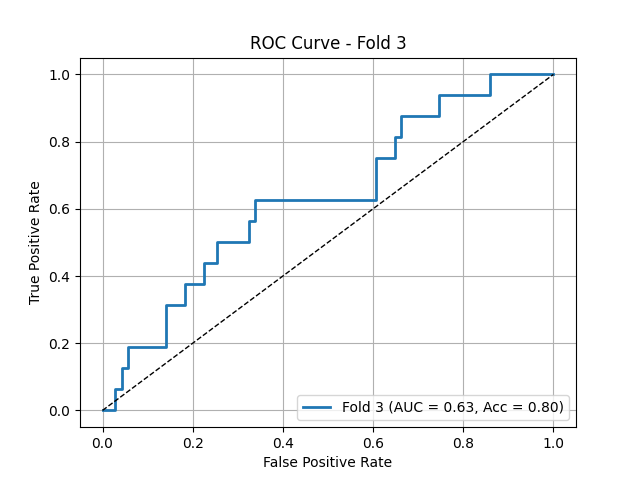 ROC Curve - Fold 3
True Positive Rate
1.0
0.8
0.6
0.4
0.2
0.0
Fold 3 (AUC = 0.63, Acc = 0.80)
0.0 0.2 0.4 0.6 0.8 1.0
False Positive Rate